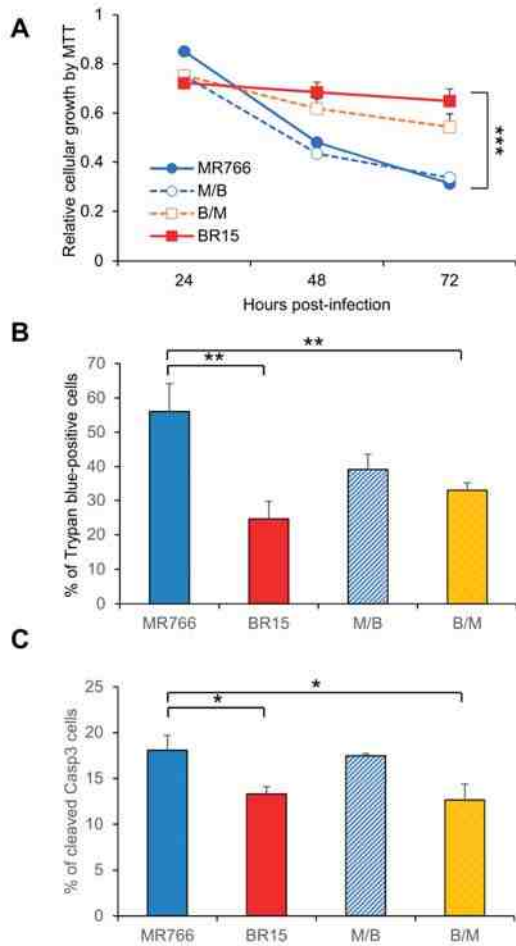 A
Relative cellular growth by MTT
1
0.8
0.6
0.4
0.2
0
MR766
M/B
B/M
BR15
***
24 48 72
Hours post-infection
B
% of Trypan blue-positive cells
70
60
50
40
30
20
10
0
**
**
MR766 BR15 M/B B/M
C
% of cleaved Casp3 cells
25
20
15
10
5
0
*
*
MR766 BR15 M/B B/M